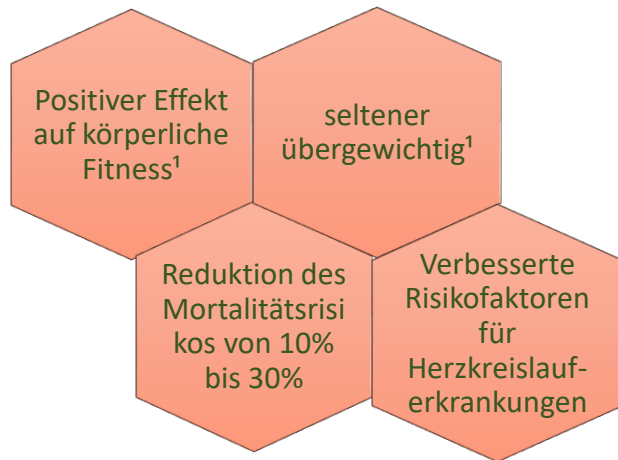 Positiver Effekt
auf körperliche
Fitness¹
seltener
übergewichtig¹
Reduktion des
Mortalitätsrisi
kos von 10%
bis 30%
Verbesserte
Risikofaktoren
für
Herzkreislauf-
erkrankungen